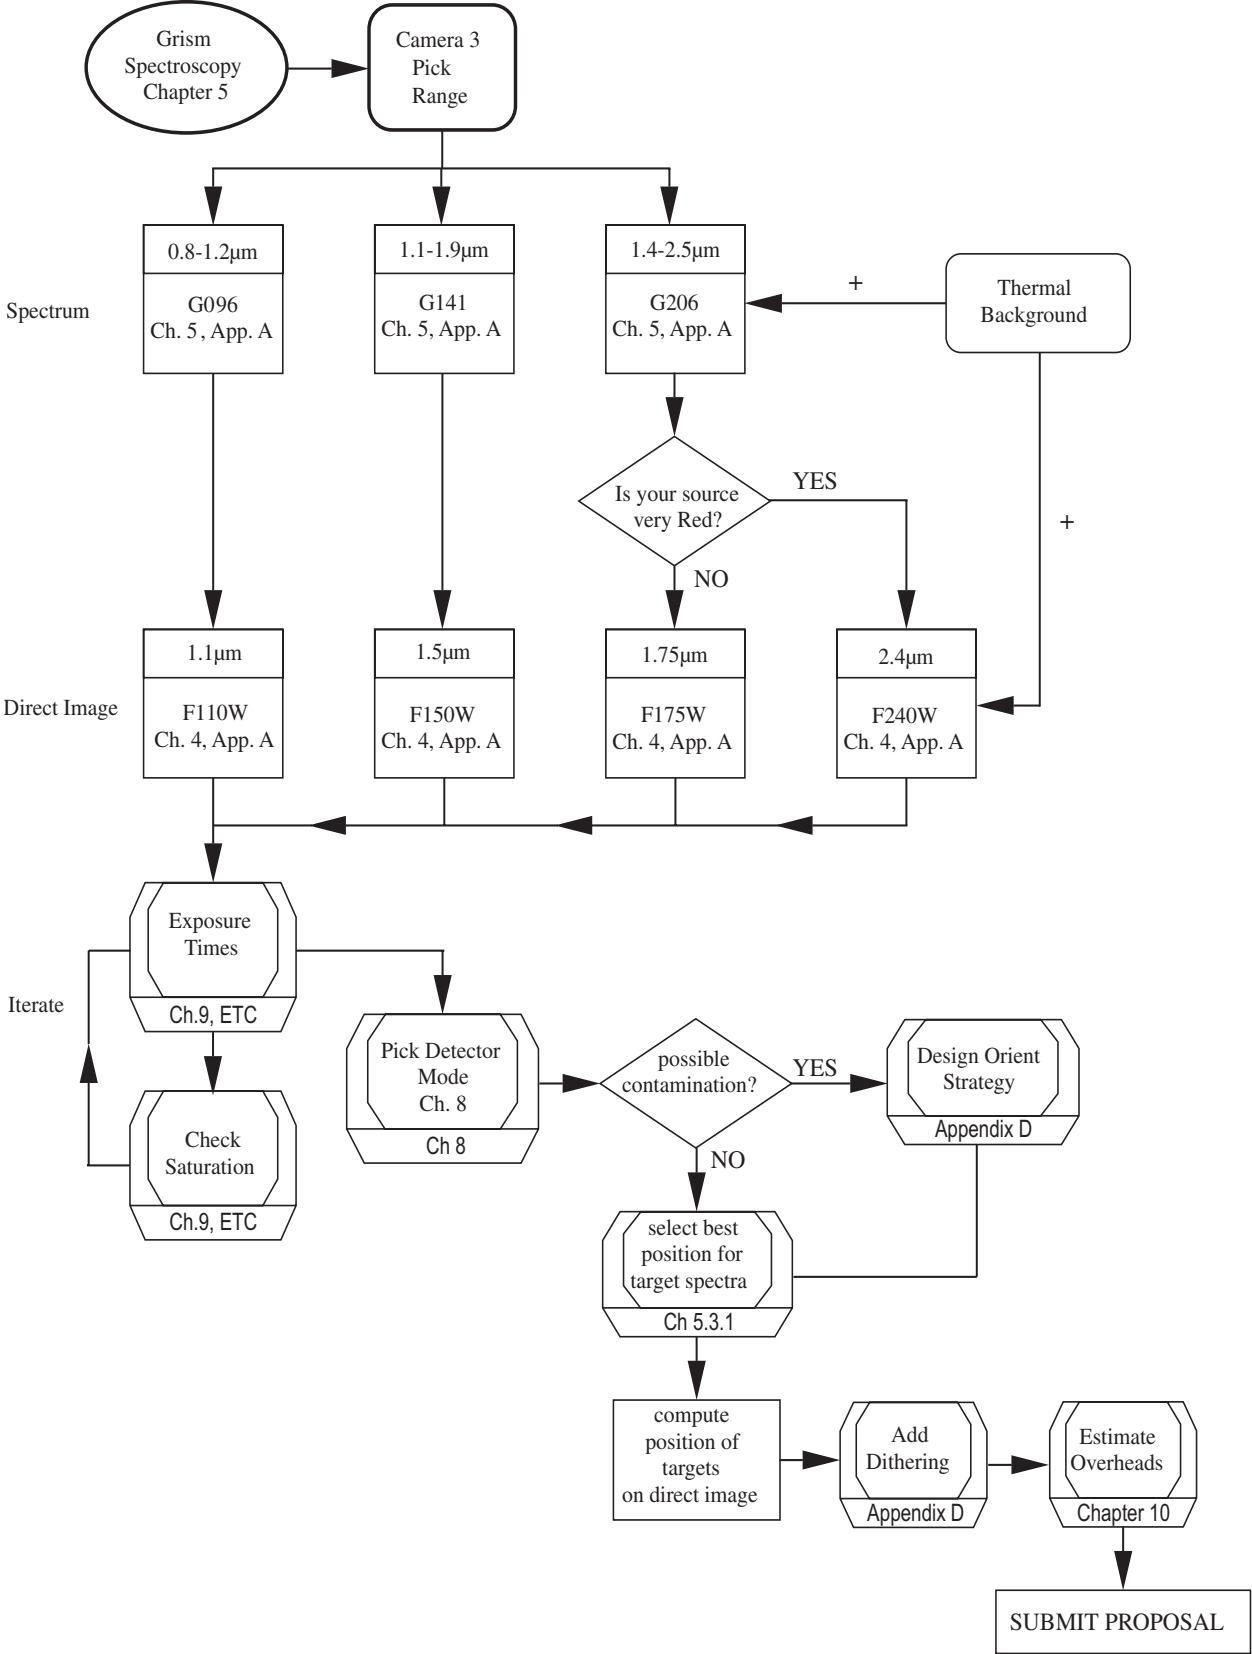 Grism
Spectroscopy
Chapter 5
Camera 3
Pick
Range
0.8-1.2µm
1.1-1.9µm
1.4-2.5µm
Spectrum
G096
Ch. 5, App. A
G141
Ch. 5, App. A
G206
Ch. 5, App. A
+
Thermal
Background
Is your source
very Red?
YES
+
NO
1.1µm
1.5µm
1.75µm
2.4µm
Direct Image
F110W
Ch. 4, App. A
F150W
Ch. 4, App. A
F175W
Ch. 4, App. A
F240W
Ch. 4, App. A
Exposure
Times
Ch.9, ETC
Iterate
Check
Saturation
Ch.9, ETC
Pick Detector
Mode
Ch. 8
Ch 8
possible
contamination?
YES
Design Orient
Strategy
Appendix D
NO
select best
position for
target spectra
Ch 5.3.1
compute
position of
targets
on direct image
Add
Dithering
Appendix D
Estimate
Overheads
Chapter 10
SUBMIT PROPOSAL